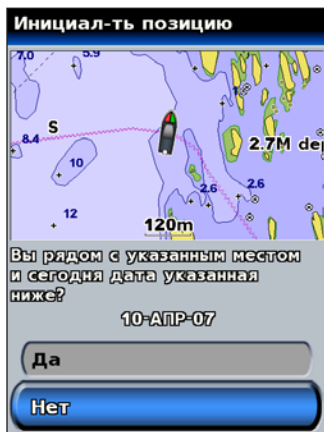 Инициал-ть позицию
7.0 5.9
1
S
8.4
2.7M dep
10
2.6 2.6
12
120m
Вы рядом с указанным местом
и сегодня дата указанная
ниже?
10-АПР-07
Да
Нет